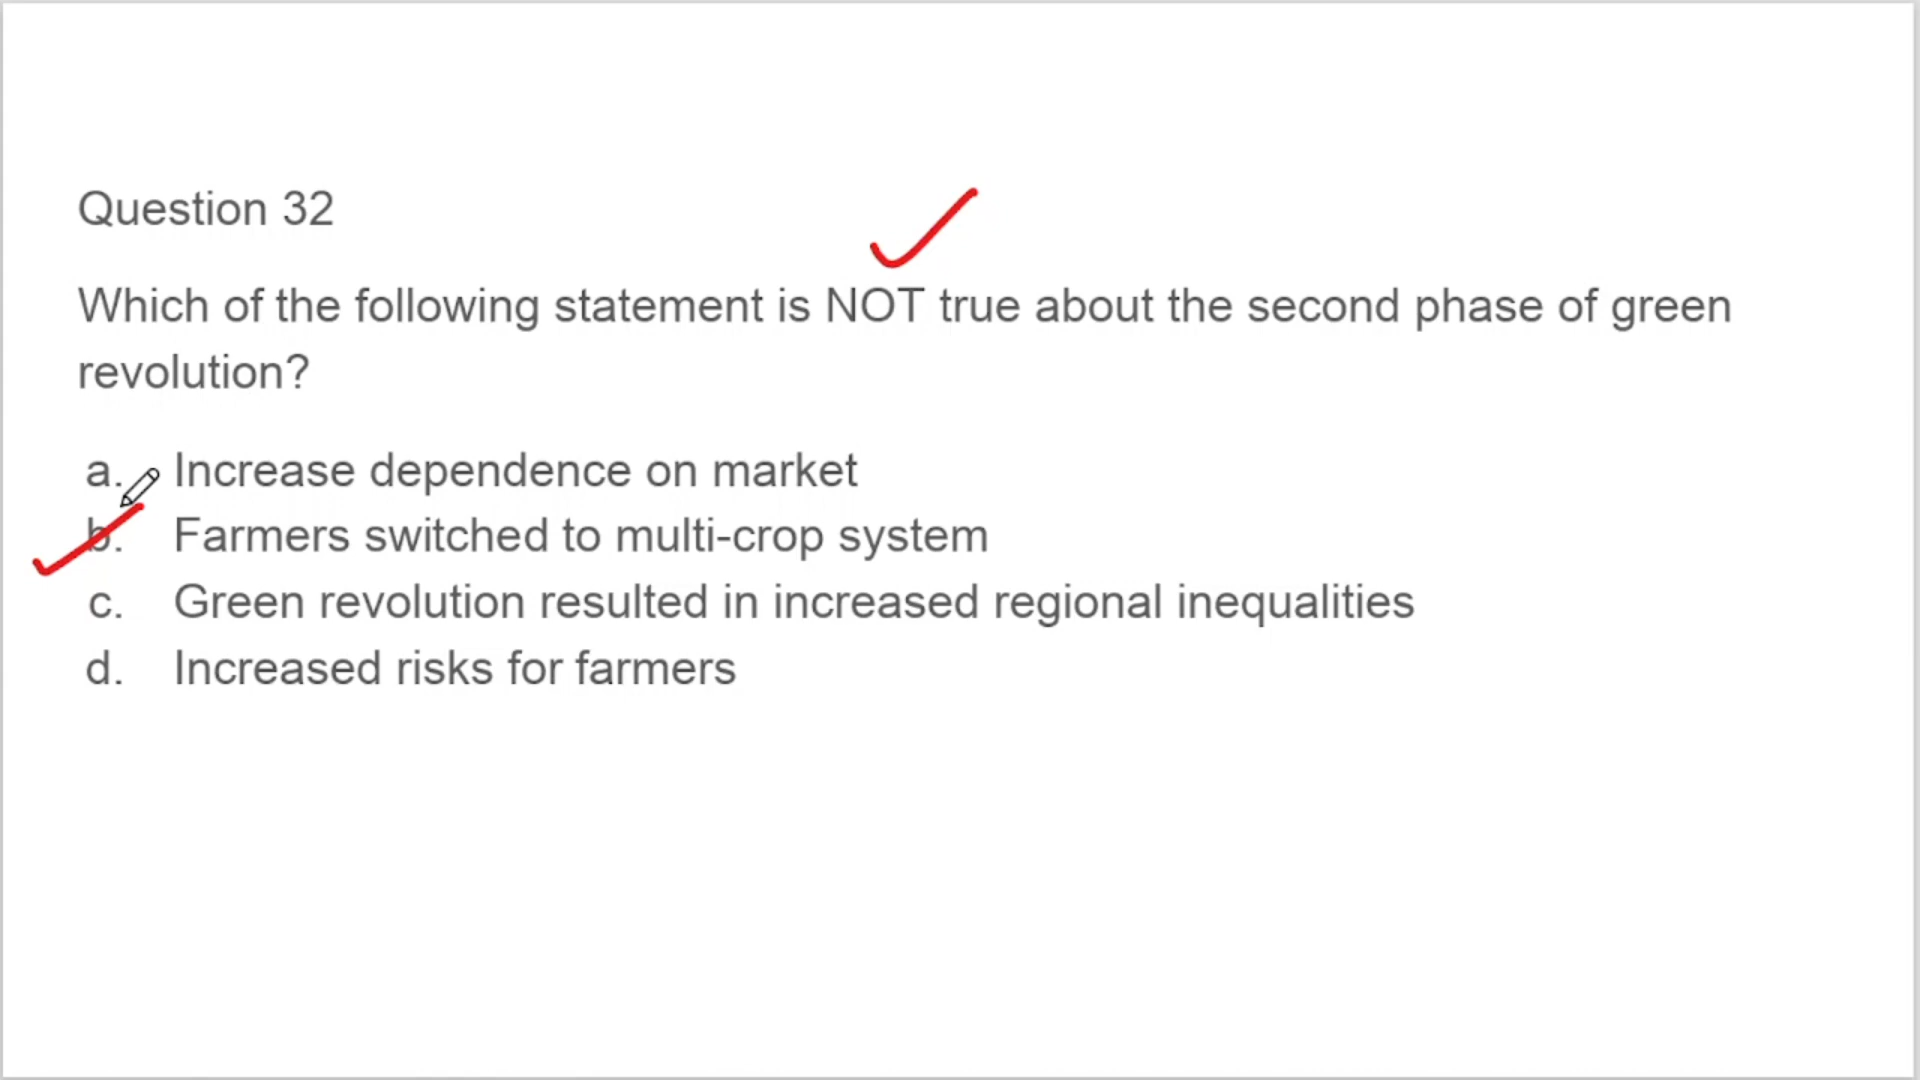 Question 32
Which of the following statement is NOT true about the second phase of green
revolution?
a. Increase dependence on market
b. Farmers switched to multi-crop system
c. Green revolution resulted in increased regional inequalities
d. Increased risks for farmers